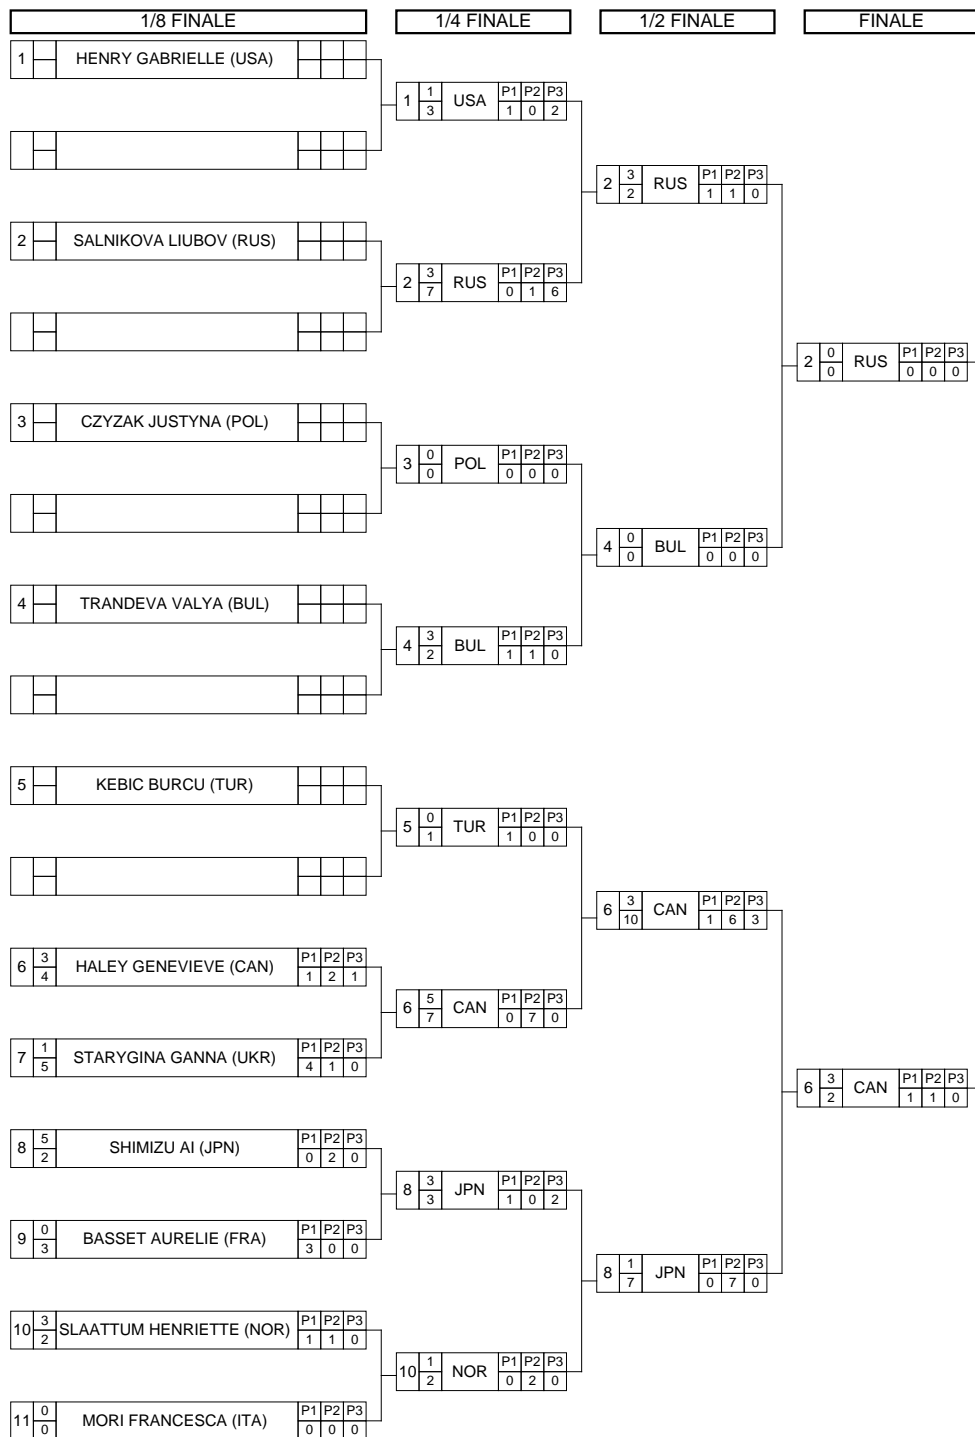 1/8 FINALE 1/4 FINALE 1/2 FINALE FINALE
1 HENRY GABRIELLE (USA)
1 1 3 USA P1 P2 P3 1 0 2
2 3 2 RUS P1 P2 P3 1 1 0
2 SALNIKOVA LIUBOV (RUS)
2 3 7 RUS P1 P2 P3 0 1 6
2 0 0 RUS P1 P2 P3 0 0 0
3 CZYZAK JUSTYNA (POL)
3 0 0 POL P1 P2 P3 0 0 0
4 0 0 BUL P1 P2 P3 0 0 0
4 TRANDEVA VALYA (BUL)
4 3 2 BUL P1 P2 P3 1 1 0
5 KEBIC BURCU (TUR)
5 0 1 TUR P1 P2 P3 1 0 0
6 3 10 CAN P1 P2 P3 1 6 3
6 3 4 HALEY GENEVIEVE (CAN) P1 P2 P3 1 2 1
6 5 7 CAN P1 P2 P3 0 7 0
7 1 5 STARYGINA GANNA (UKR) P1 P2 P3 4 1 0
6 3 2 CAN P1 P2 P3 1 1 0
8 5 2 SHIMIZU AI (JPN) P1 P2 P3 0 2 0
8 3 3 JPN P1 P2 P3 1 0 2
9 0 3 BASSET AURELIE (FRA) P1 P2 P3 3 0 0
8 1 7 JPN P1 P2 P3 0 7 0
10 3 2 SLAATTUM HENRIETTE (NOR) P1 P2 P3 1 1 0
10 1 2 NOR P1 P2 P3 0 2 0
11 0 0 MORI FRANCESCA (ITA) P1 P2 P3 0 0 0